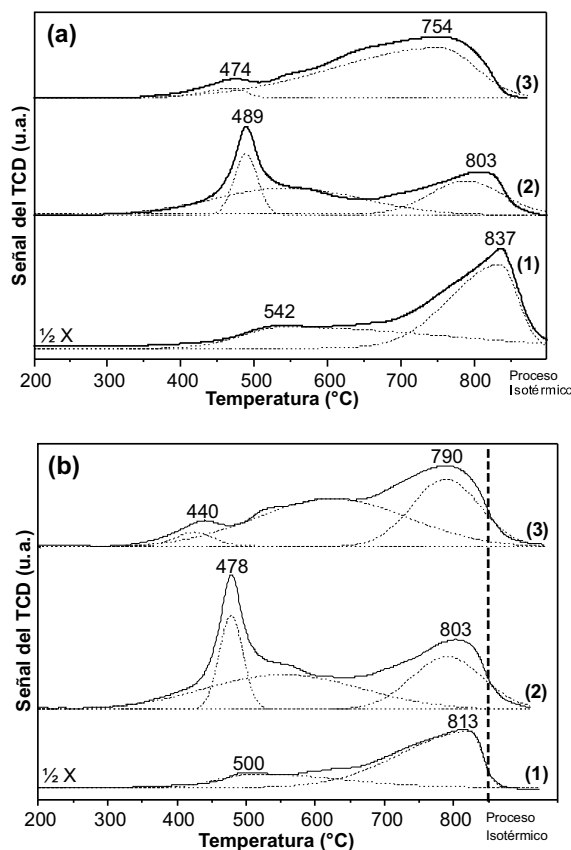 (a)
754
474
(3)
489
803
(2)
837
542
(1)
½ X
Señal del TCD (u.a.)
200 300 400 500 600 700 800
Proceso
Isotérmico
Temperatura (°C)
(b)
790
440
(3)
478
803
(2)
813
500
(1)
½ X
Señal del TCD (u.a.)
200 300 400 500 600 700 800
Proceso
Isotérmico
Temperatura (°C)